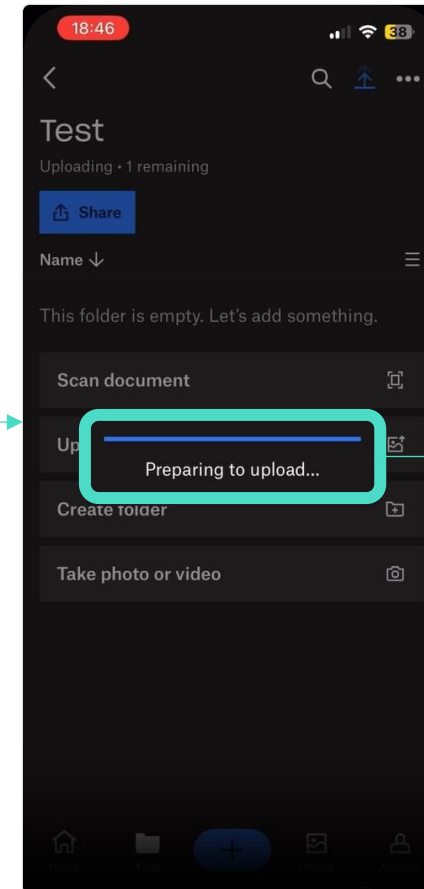 18:46
38
Test
Uploading • 1 remaining
Share
Name
This folder is empty. Let's add something.
Scan document
Up
Preparing to upload...
Create folder
Take photo or video